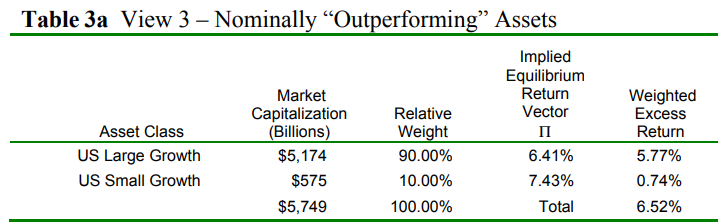 Table 3a View 3 – Nominally “Outperforming” Assets
Implied
Equilibrium
Market Return Weighted
Capitalization Relative Vector Excess
Asset Class (Billions) Weight Π Return
US Large Growth $5,174 90.00% 6.41% 5.77%
US Small Growth $575 10.00% 7.43% 0.74%
$5,749 100.00% Total 6.52%